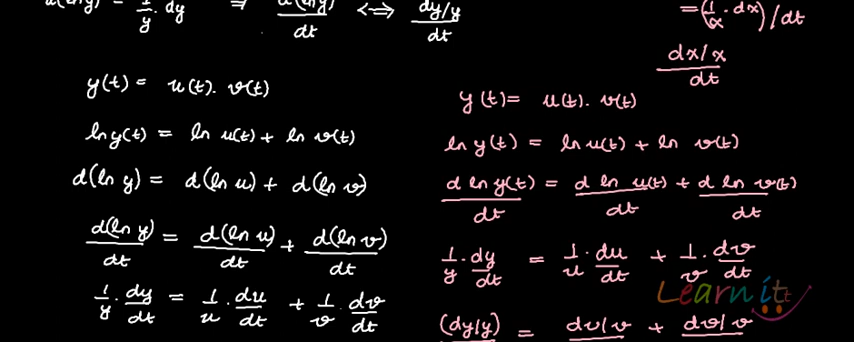 d(ln y) = 1/y · dy ⇒ d(ln y)/dt <=> dy/y / dt
y(t) = u(t). v(t)
ln y(t) = ln u(t) + ln v(t)
d(ln y) = d(ln u) + d(ln v)
d(ln y)/dt = d(ln u)/dt + d(ln v)/dt
1/y · dy/dt = 1/u · du/dt + 1/v · dv/dt
= (1/x · dx)/dt
dx/x / dt
y(t) = u(t). v(t)
ln y(t) = ln u(t) + ln v(t)
d ln y(t)/dt = d ln u(t)/dt + d ln v(t)/dt
1/y · dy/dt = 1/u · du/dt + 1/v · dv/dt
(dy/y) = du/u + dv/v
Learn itt